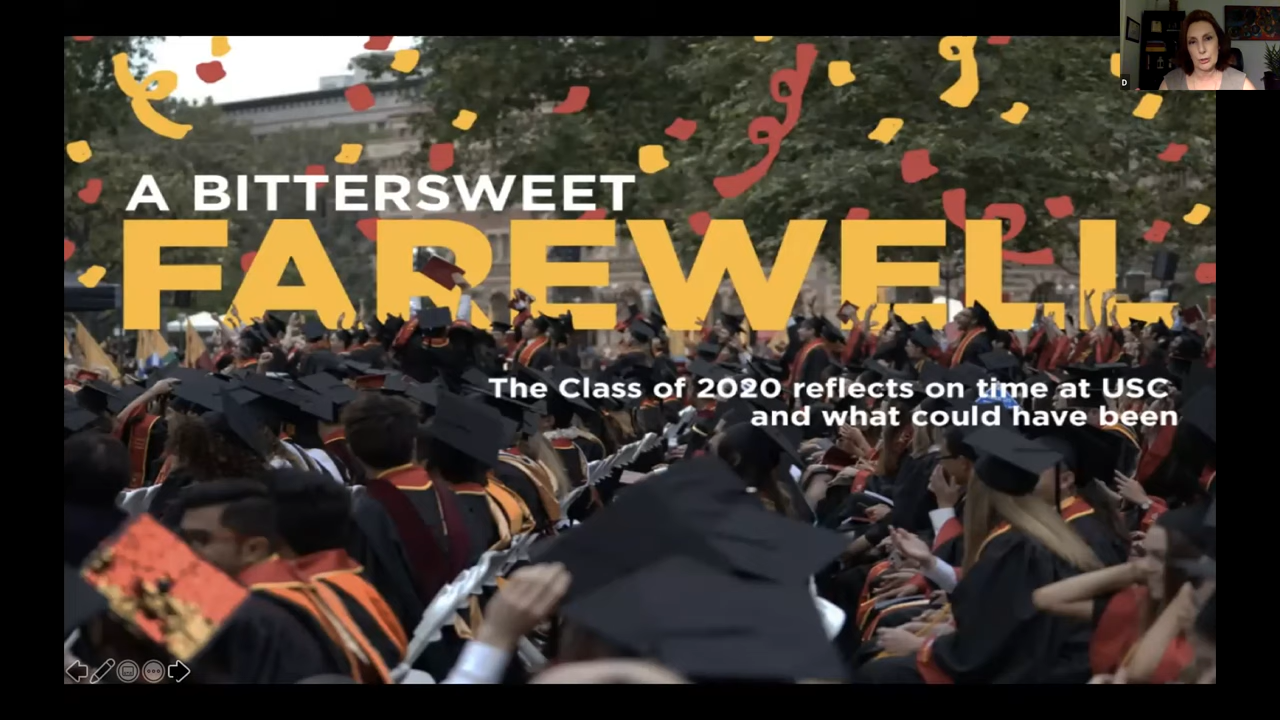 D
A BITTERSWEET
FAREWELL
The Class of 2020 reflects on time at USC
and what could have been